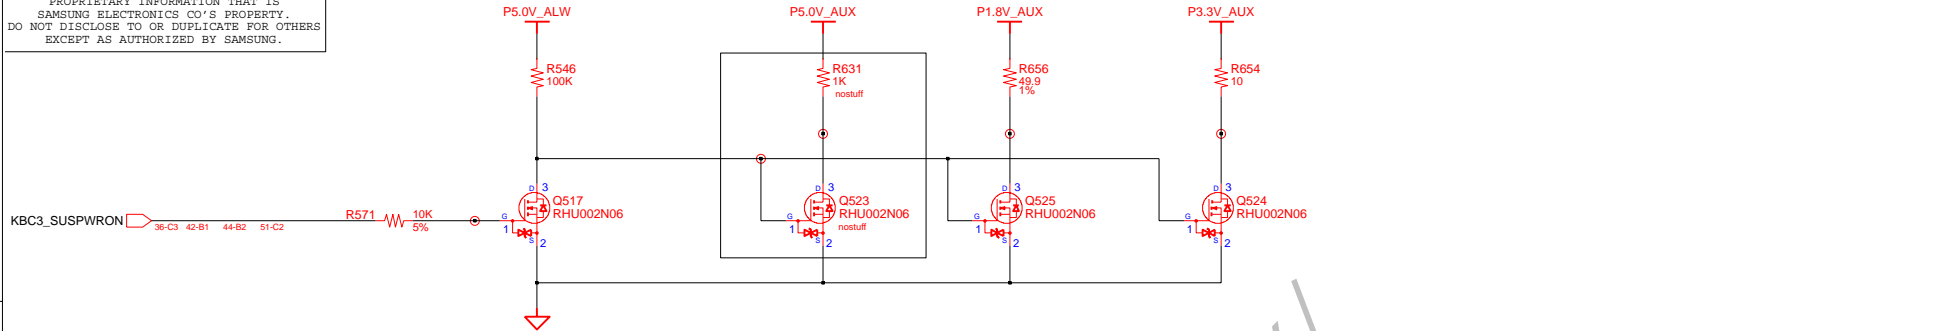 PROPRIETARY INFORMATION THAT IS
SAMSUNG ELECTRONICS CO'S PROPERTY.
DO NOT DISCLOSE TO OR DUPLICATE FOR OTHERS
EXCEPT AS AUTHORIZED BY SAMSUNG.
P5.0V_ALW
P5.0V_AUX
P1.8V_AUX
P3.3V_AUX
R546
100K
R631
1K
nostuff
R656
49.9
1%
R654
10
KBC3_SUSPWRON
36-C3 42-B1 44-B2 51-C2
R571
10K
5%
D 3
G
1
S
2
Q517
RHU002N06
D 3
G
1
S
2
Q523
RHU002N06
nostuff
D 3
G
1
S
2
Q525
RHU002N06
D 3
G
1
S
2
Q524
RHU002N06